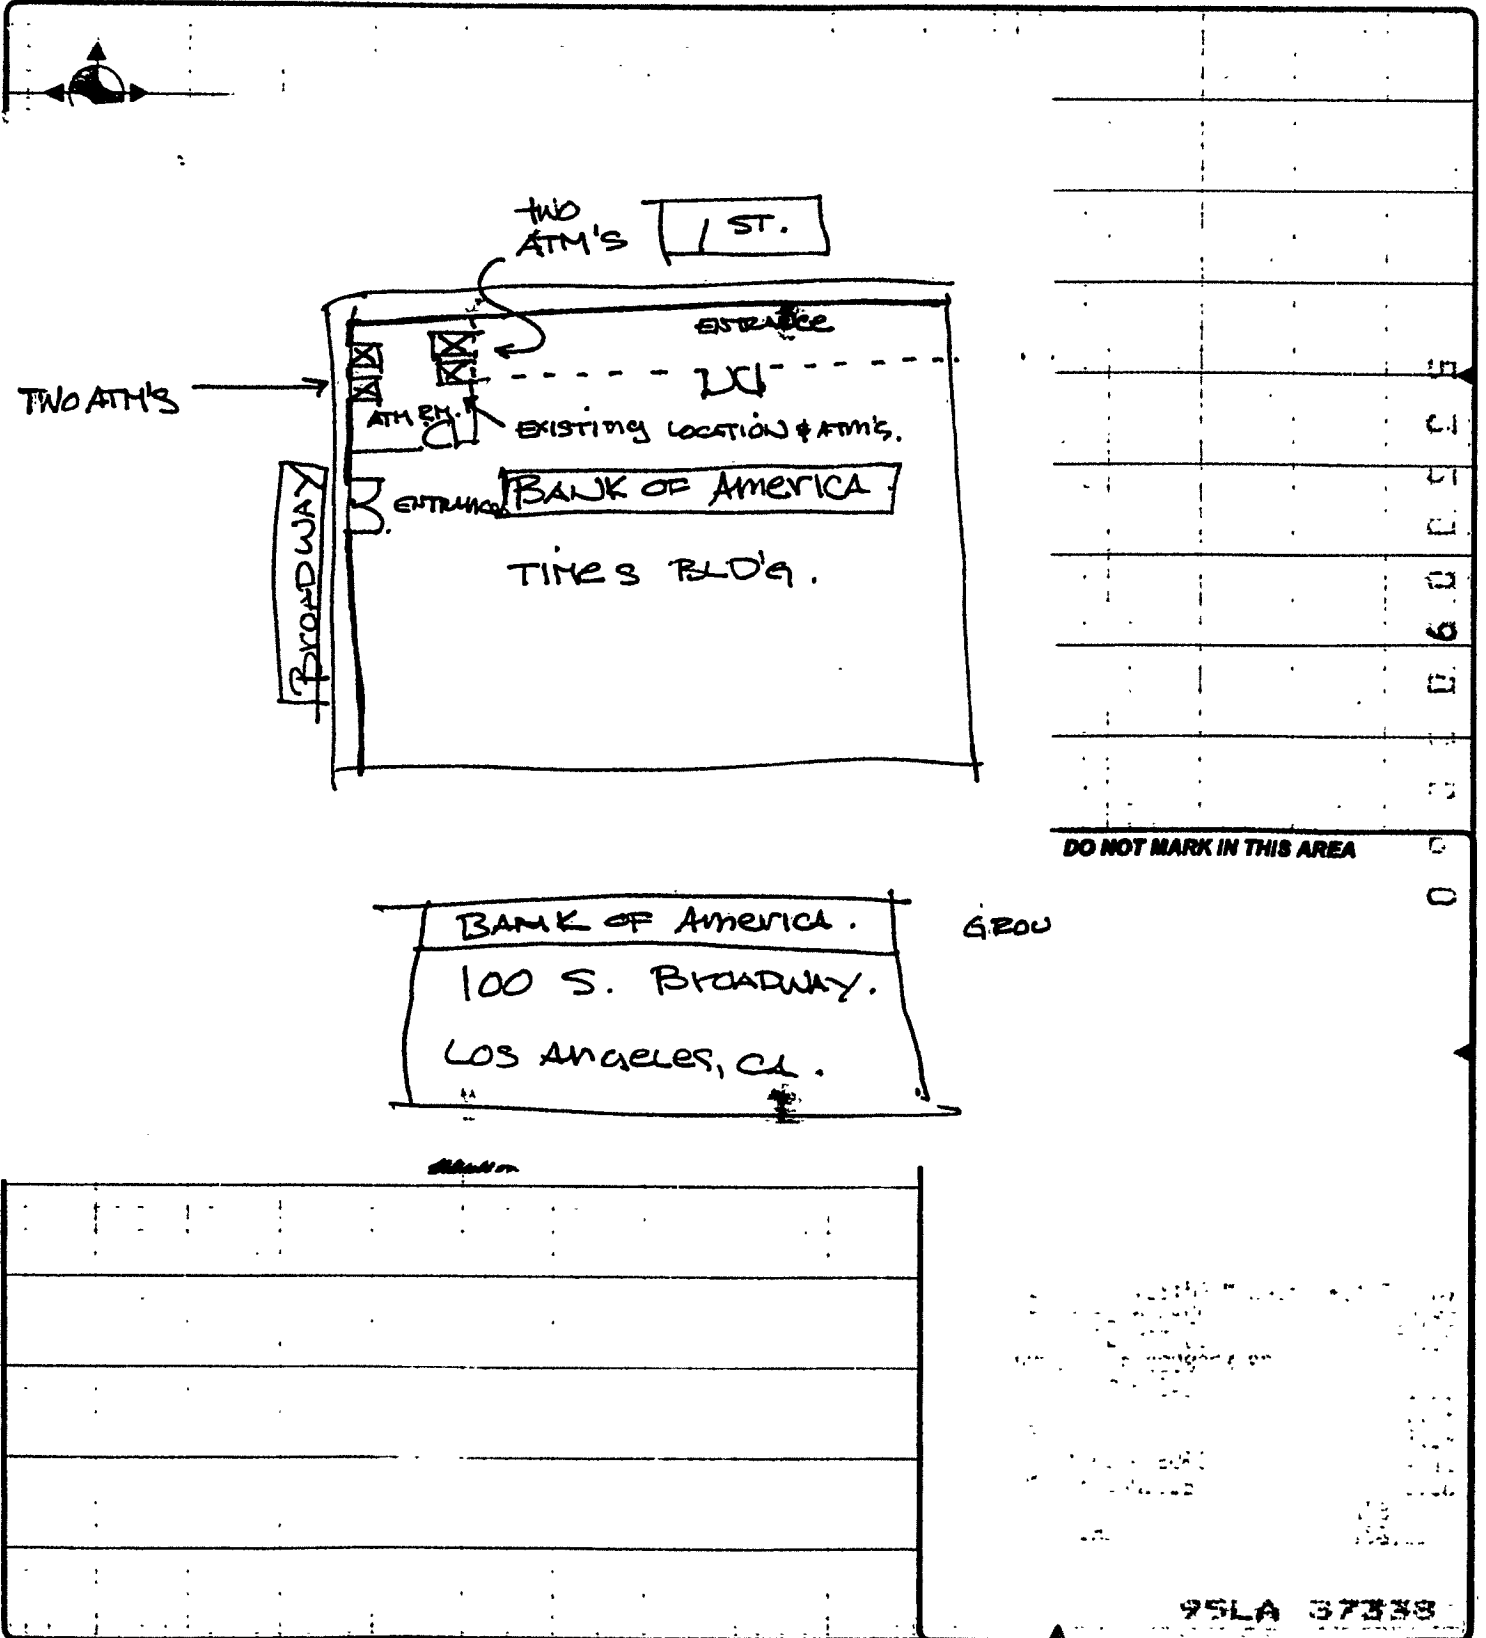 TWO
ATM'S
1 ST.
ENTRANCE
TWO ATM'S
ATM RM.
EXISTING LOCATION & ATM'S.
ENTRANCE
BANK OF AMERICA.
BROADWAY
TIMES BLD'G.
DO NOT MARK IN THIS AREA
BANK OF AMERICA.
GROU
100 S. BROADWAY.
LOS ANGELES, CA.
95LA 37338